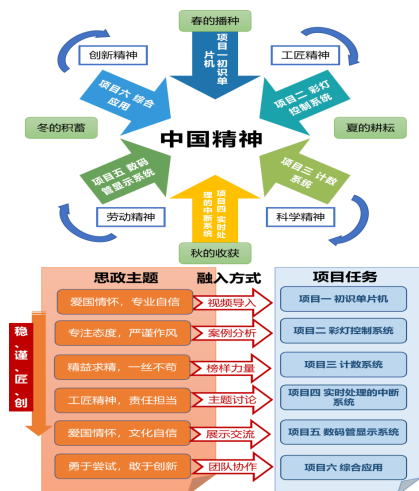 春的播种
创新精神
项目一初识单
片机
工匠精神
项目六 综合
应用
项目二 彩灯
控制系统
冬的积蓄
中国精神
夏的耕耘
项目五 数码
管显示系统
项目三 计数
系统
劳动精神
项目四 实时处
理的中断系统
科学精神
秋的收获
思政主题
融入方式
项目任务
稳、谨、匠、创
爱国情怀，专业自信
视频导入
项目一 初识单片机
专注态度，严谨作风
案例分析
项目二 彩灯控制系统
精益求精，一丝不苟
榜样力量
项目三 计数系统
工匠精神，责任担当
主题讨论
项目四 实时处理的中断
系统
爱国情怀，文化自信
展示交流
项目五 数码管显示系统
勇于尝试，敢于创新
团队协作
项目六 综合应用